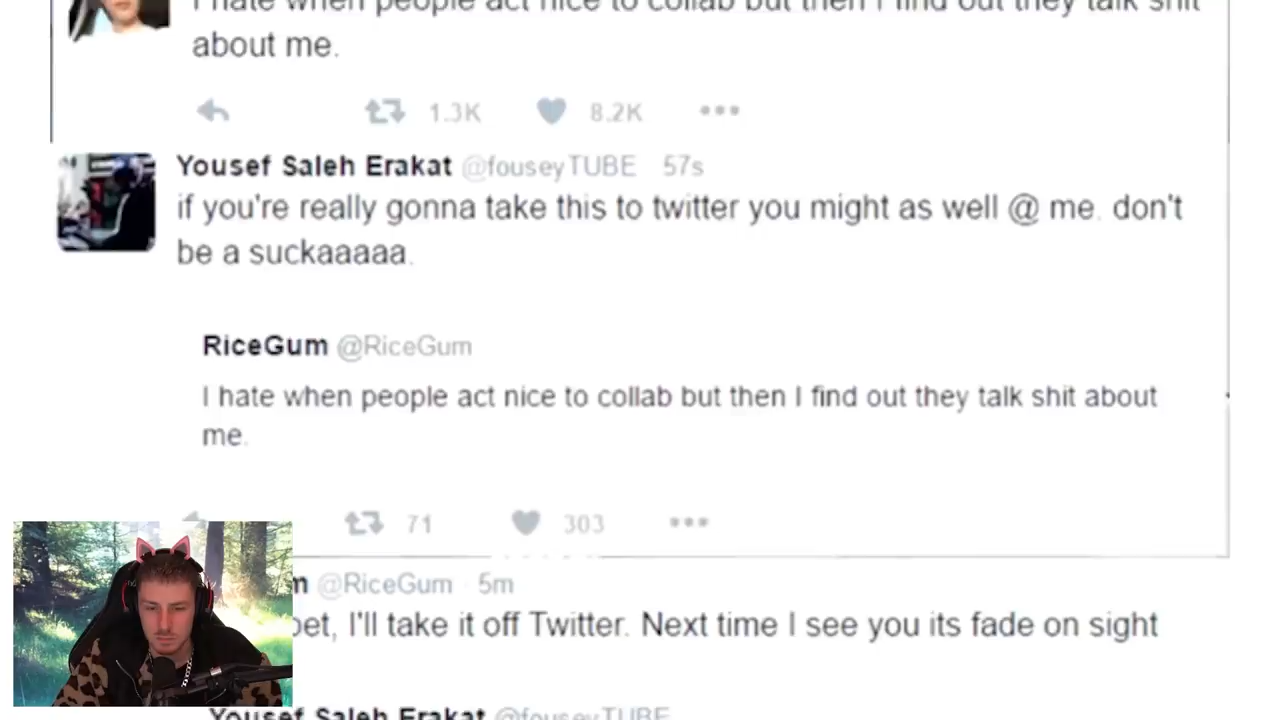 I hate when people act nice to collab but then I find out they talk shit
about me.
1.3K 8.2K
Yousef Saleh Erakat @fouseyTUBE 57s
if you're really gonna take this to twitter you might as well @ me. don't
be a suckaaaaa.
RiceGum @RiceGum
I hate when people act nice to collab but then I find out they talk shit about
me.
71 303
m @RiceGum · 5m
bet, I'll take it off Twitter. Next time I see you its fade on sight
Yousef Saleh Erakat @fouseyTUBE